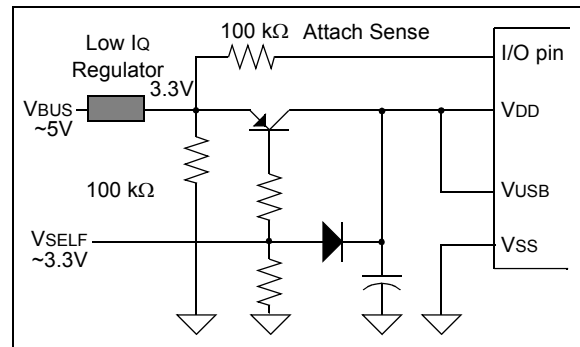 100 kΩ Attach Sense
Low IQ
Regulator
3.3V
I/O pin
VBUS
~5V
VDD
100 kΩ
VUSB
VSELF
~3.3V
VSS